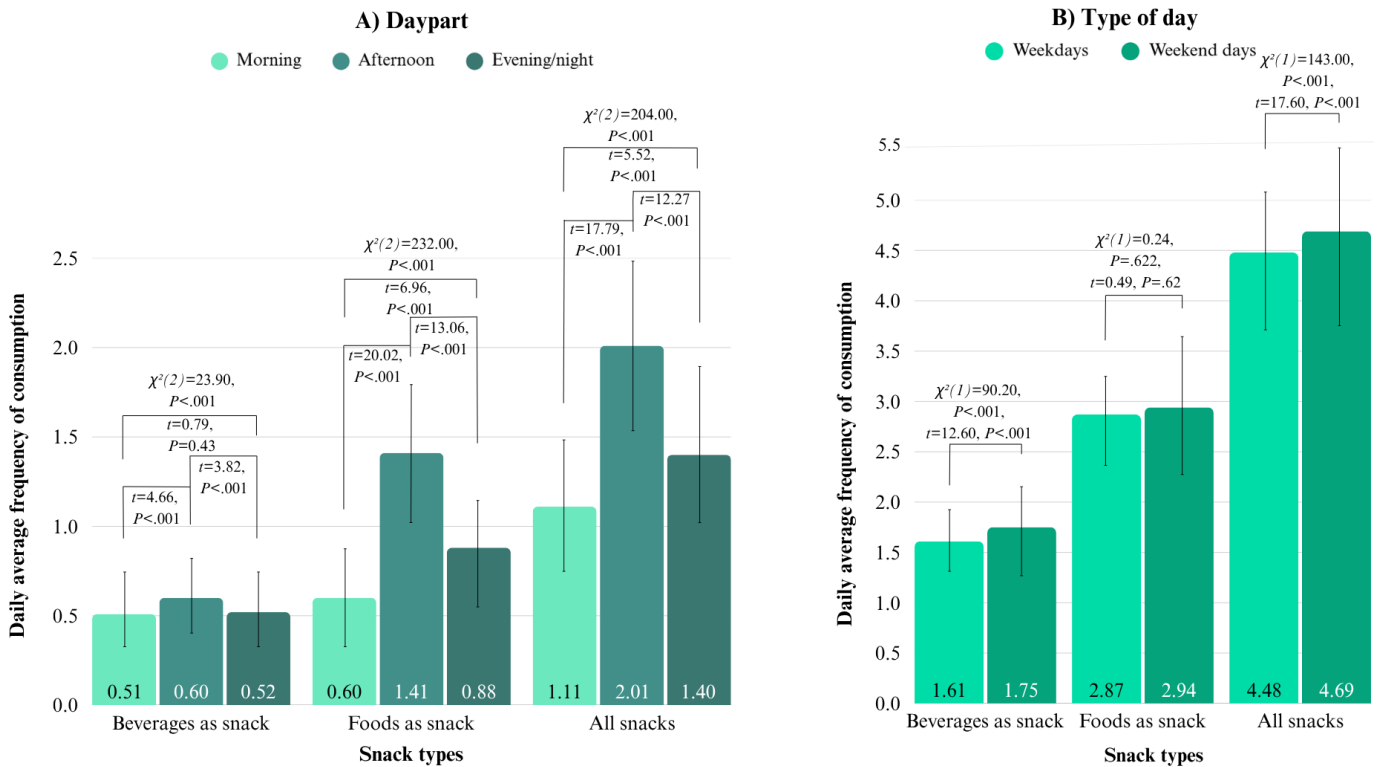 A) Daypart
Morning
Afternoon
Evening/night
χ²(2)=204.00,
P<.001
t=5.52,
P<.001
t=12.27
P<.001
t=17.79,
P<.001
χ²(2)=232.00,
P<.001
t=6.96,
P<.001
t=13.06,
P<.001
t=20.02,
P<.001
χ²(2)=23.90,
P<.001
t=0.79,
P=0.43
t=3.82,
P<.001
t=4.66,
P<.001
Daily average frequency of consumption
2.5
2.0
1.5
1.0
0.5
0.0
0.51
0.60
0.52
0.60
1.41
0.88
1.11
2.01
1.40
Beverages as snack
Foods as snack
All snacks
Snack types
B) Type of day
Weekdays
Weekend days
χ²(1)=143.00,
P<.001,
t=17.60, P<.001
χ²(1)=0.24,
P=.622,
t=0.49, P=.62
χ²(1)=90.20,
P<.001,
t=12.60, P<.001
Daily average frequency of consumption
5.5
5.0
4.5
4.0
3.5
3.0
2.5
2.0
1.5
1.0
0.5
0.0
1.61
1.75
2.87
2.94
4.48
4.69
Beverages as snack
Foods as snack
All snacks
Snack types